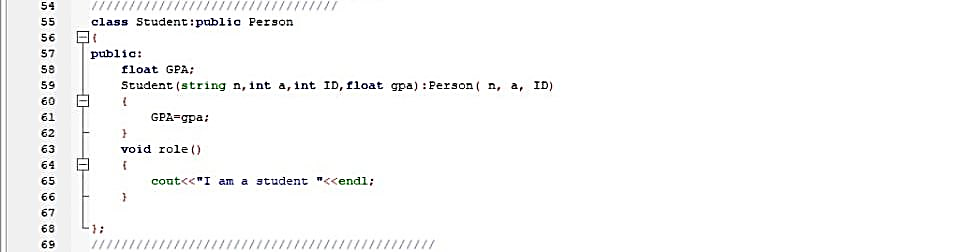 54 /////////////////////////////////
55 class Student:public Person
56 {
57 public:
58 float GPA;
59 Student(string n,int a,int ID,float gpa):Person( n, a, ID)
60 {
61 GPA=gpa;
62 }
63 void role()
64 {
65 cout<<"I am a student "<<endl;
66 }
67
68 };
69 //////////////////////////////////////////////